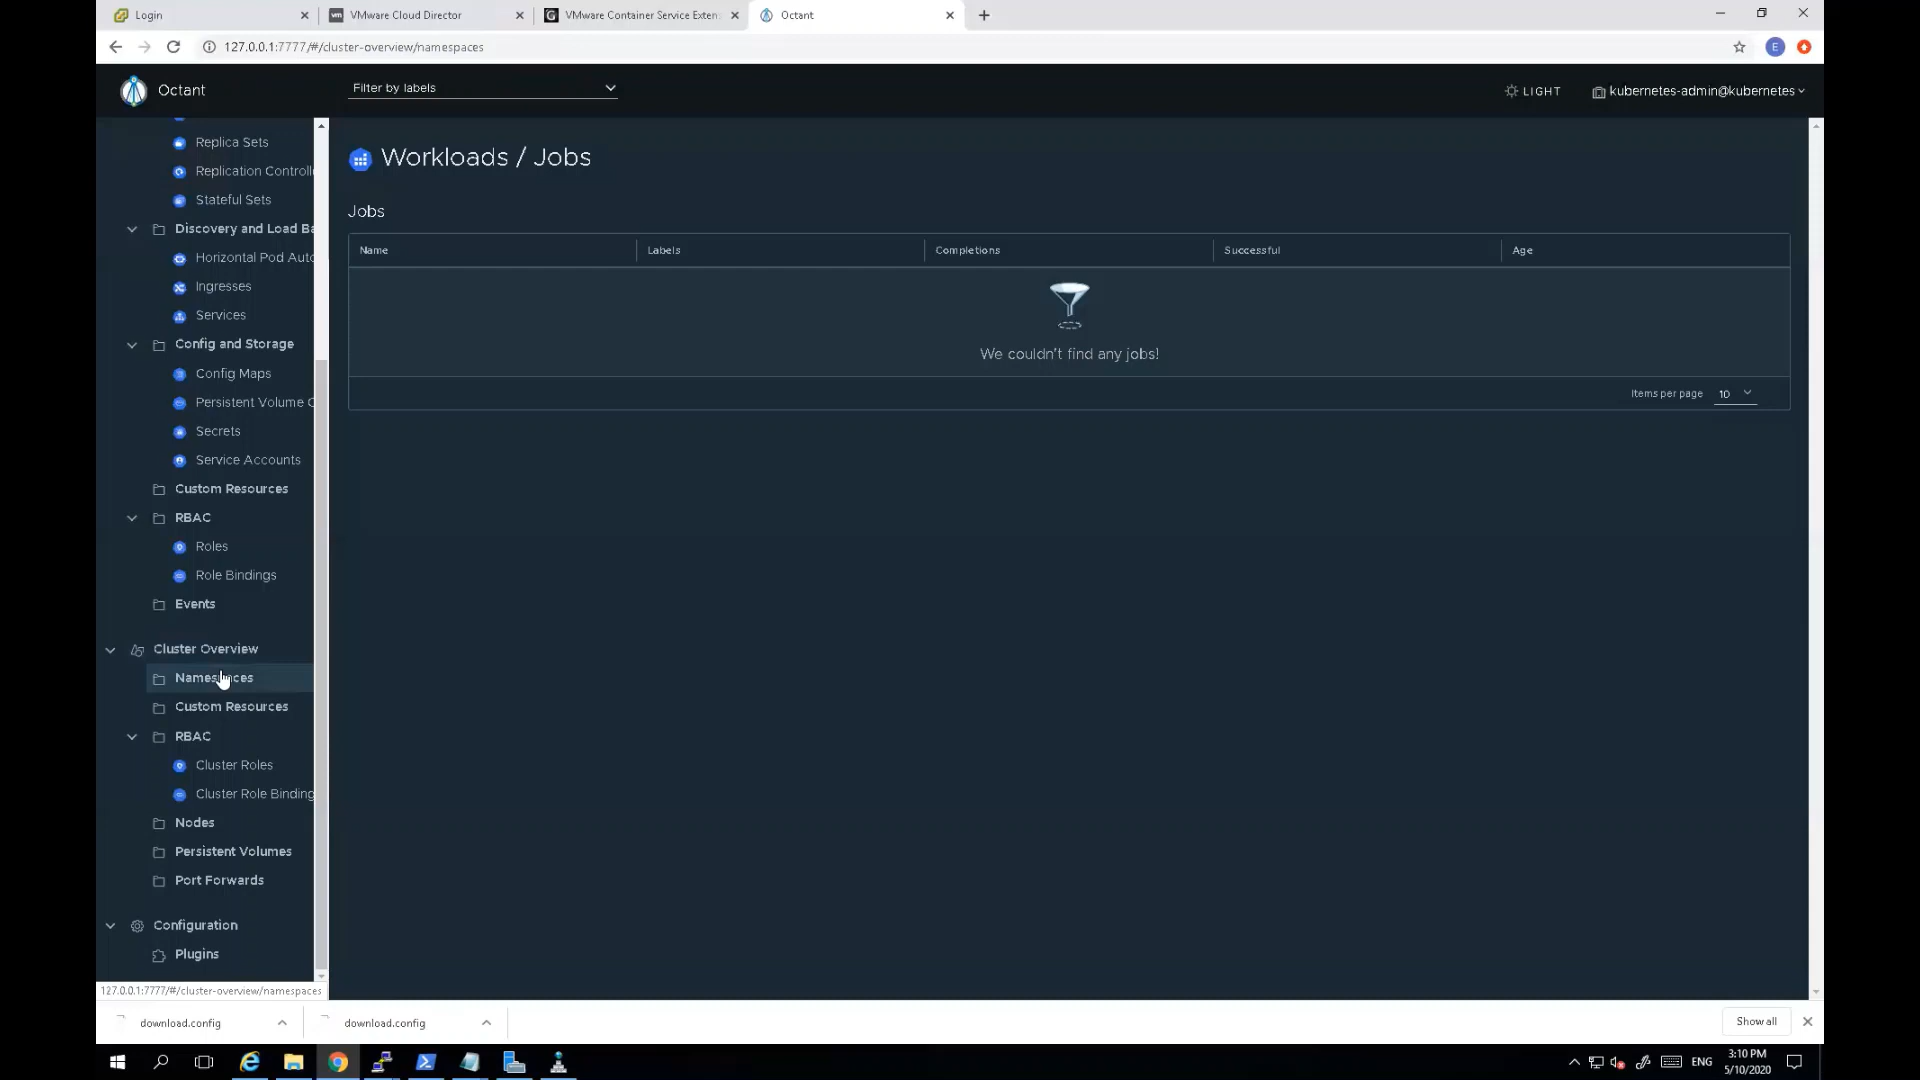 Login
VMware Cloud Director
VMware Container Service Exten
Octant
127.0.0.1:7777/#/cluster-overview/namespaces
E
Octant
Filter by labels
LIGHT
kubernetes-admin@kubernetes
Replica Sets
Replication Controlle
Stateful Sets
Discovery and Load Ba
Horizontal Pod Auto
Ingresses
Services
Config and Storage
Config Maps
Persistent Volume C
Secrets
Service Accounts
Custom Resources
RBAC
Roles
Role Bindings
Events
Cluster Overview
Namespaces
Custom Resources
RBAC
Cluster Roles
Cluster Role Binding
Nodes
Persistent Volumes
Port Forwards
Configuration
Plugins
127.0.0.1:7777/#/cluster-overview/namespaces
Workloads / Jobs
Jobs
Name Labels Completions Successful Age
We couldn't find any jobs!
Items per page 10
download.config
download.config
Show all
ENG
3:10 PM
5/10/2020